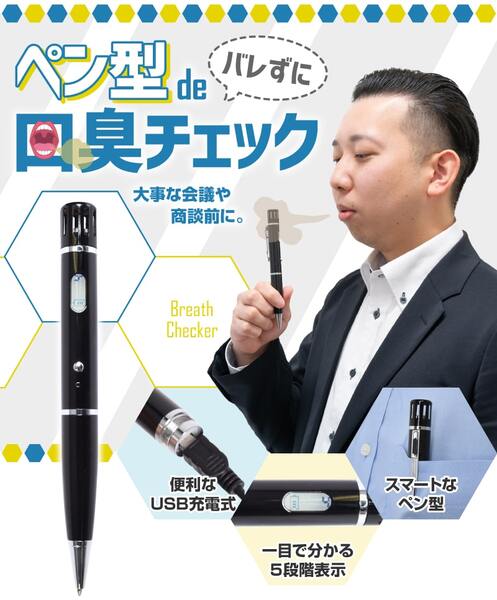 ペン型 de
バレずに
口臭チェック
大事な会議や
商談前に。
Breath
Checker
便利な
USB充電式
一目で分かる
5段階表示
スマートな
ペン型